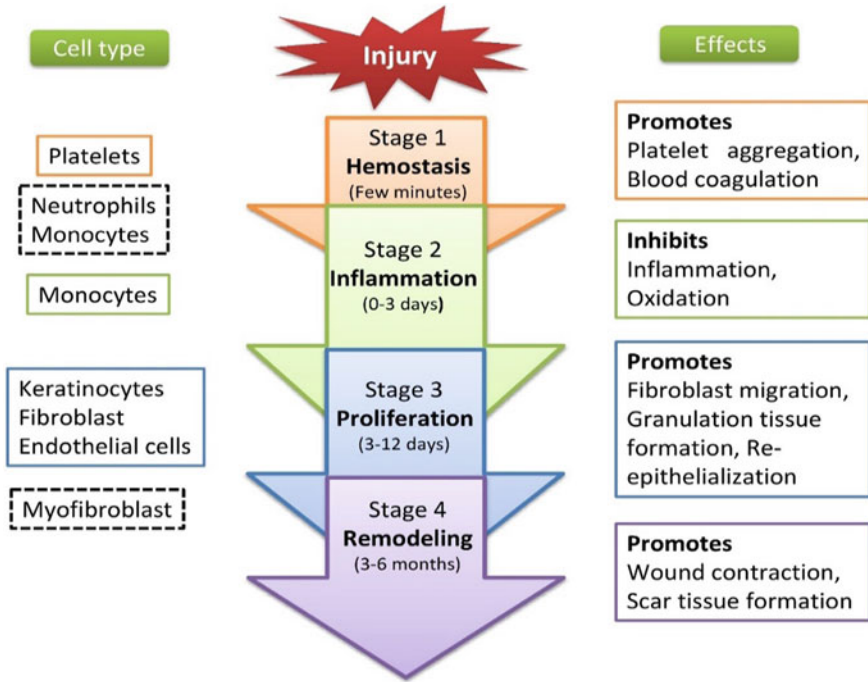 Cell type
Injury
Effects
Platelets
Neutrophils
Monocytes
Monocytes
Keratinocytes
Fibroblast
Endothelial cells
Myofibroblast
Stage 1
Hemostasis
(Few minutes)
Stage 2
Inflammation
(0-3 days)
Stage 3
Proliferation
(3-12 days)
Stage 4
Remodeling
(3-6 months)
Promotes
Platelet aggregation,
Blood coagulation
Inhibits
Inflammation,
Oxidation
Promotes
Fibroblast migration,
Granulation tissue
formation, Re-
epithelialization
Promotes
Wound contraction,
Scar tissue formation